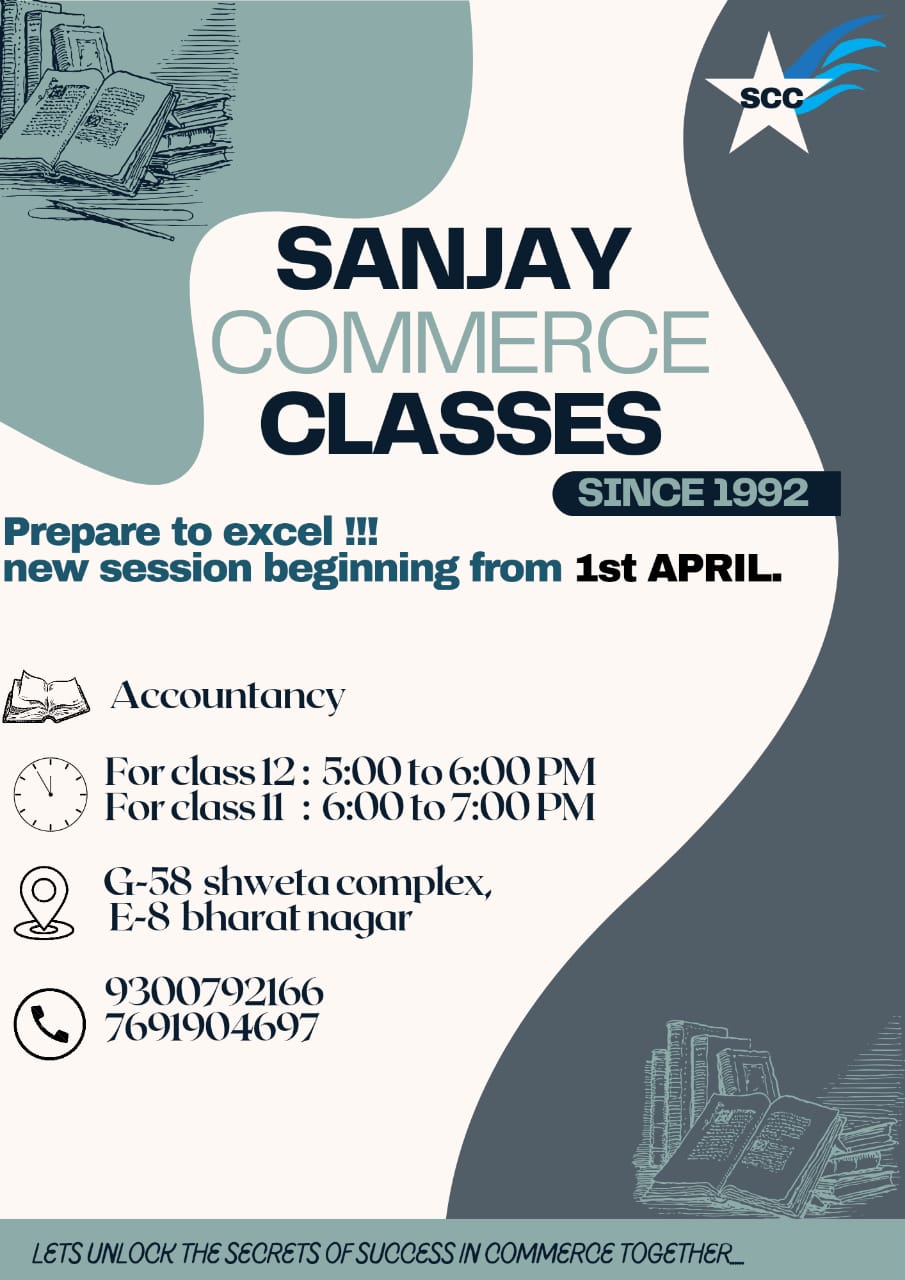 SCC
SANJAY
COMMERCE
CLASSES
SINCE 1992
Prepare to excel !!!
new session beginning from 1st APRIL.
Accountancy
For class 12 : 5:00 to 6:00 PM
For class 11 : 6:00 to 7:00 PM
G-58 shweta complex,
E-8 bharat nagar
9300792166
7691904697
LETS UNLOCK THE SECRETS OF SUCCESS IN COMMERCE TOGETHER....